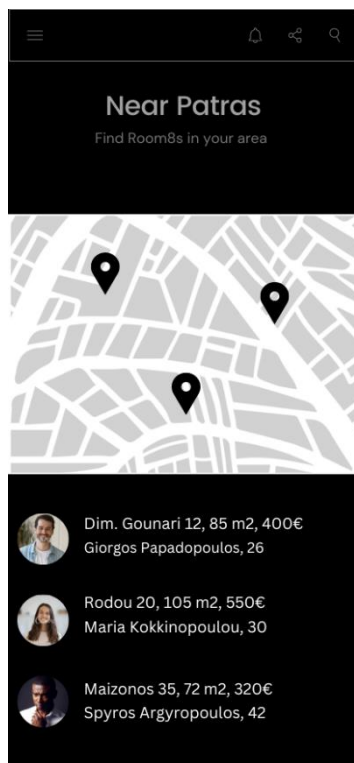 Near Patras
Find Room8s in your area
Dim. Gounari 12, 85 m2, 400€
Giorgos Papadopoulos, 26
Rodou 20, 105 m2, 550€
Maria Kokkinopoulou, 30
Maizonos 35, 72 m2, 320€
Spyros Argyropoulos, 42